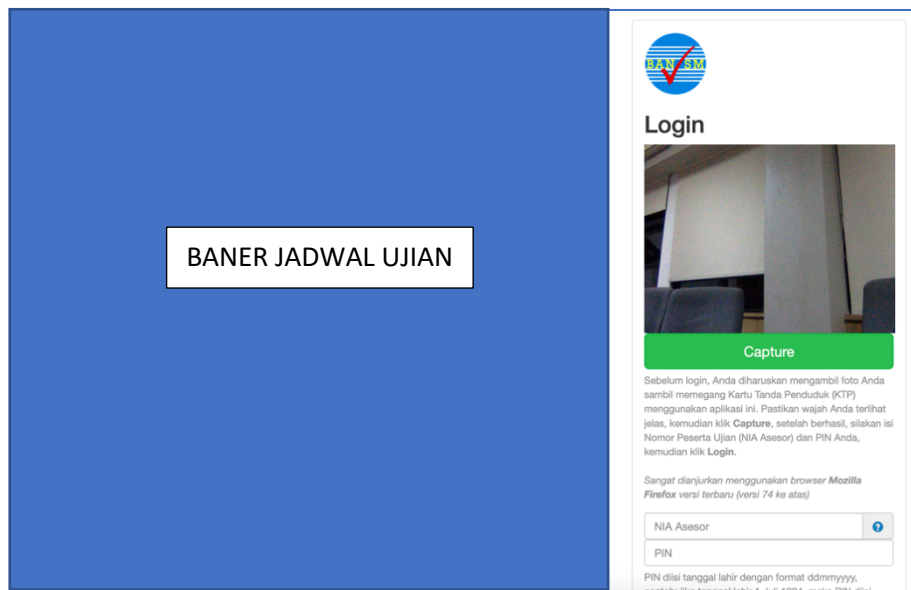 BANER JADWAL UJIAN
BAN SM
Login
Capture
Sebelum login, Anda diharuskan mengambil foto Anda
sambil memegang Kartu Tanda Penduduk (KTP)
menggunakan aplikasi ini. Pastikan wajah Anda terlihat
jelas, kemudian klik Capture, setelah berhasil, silakan isi
Nomor Peserta Ujian (NIA Asesor) dan PIN Anda,
kemudian klik Login.
Sangat dianjurkan menggunakan browser Mozilla
Firefox versi terbaru (versi 74 ke atas)
NIA Asesor
?
PIN
PIN diisi tanggal lahir dengan format ddmmyyyy,